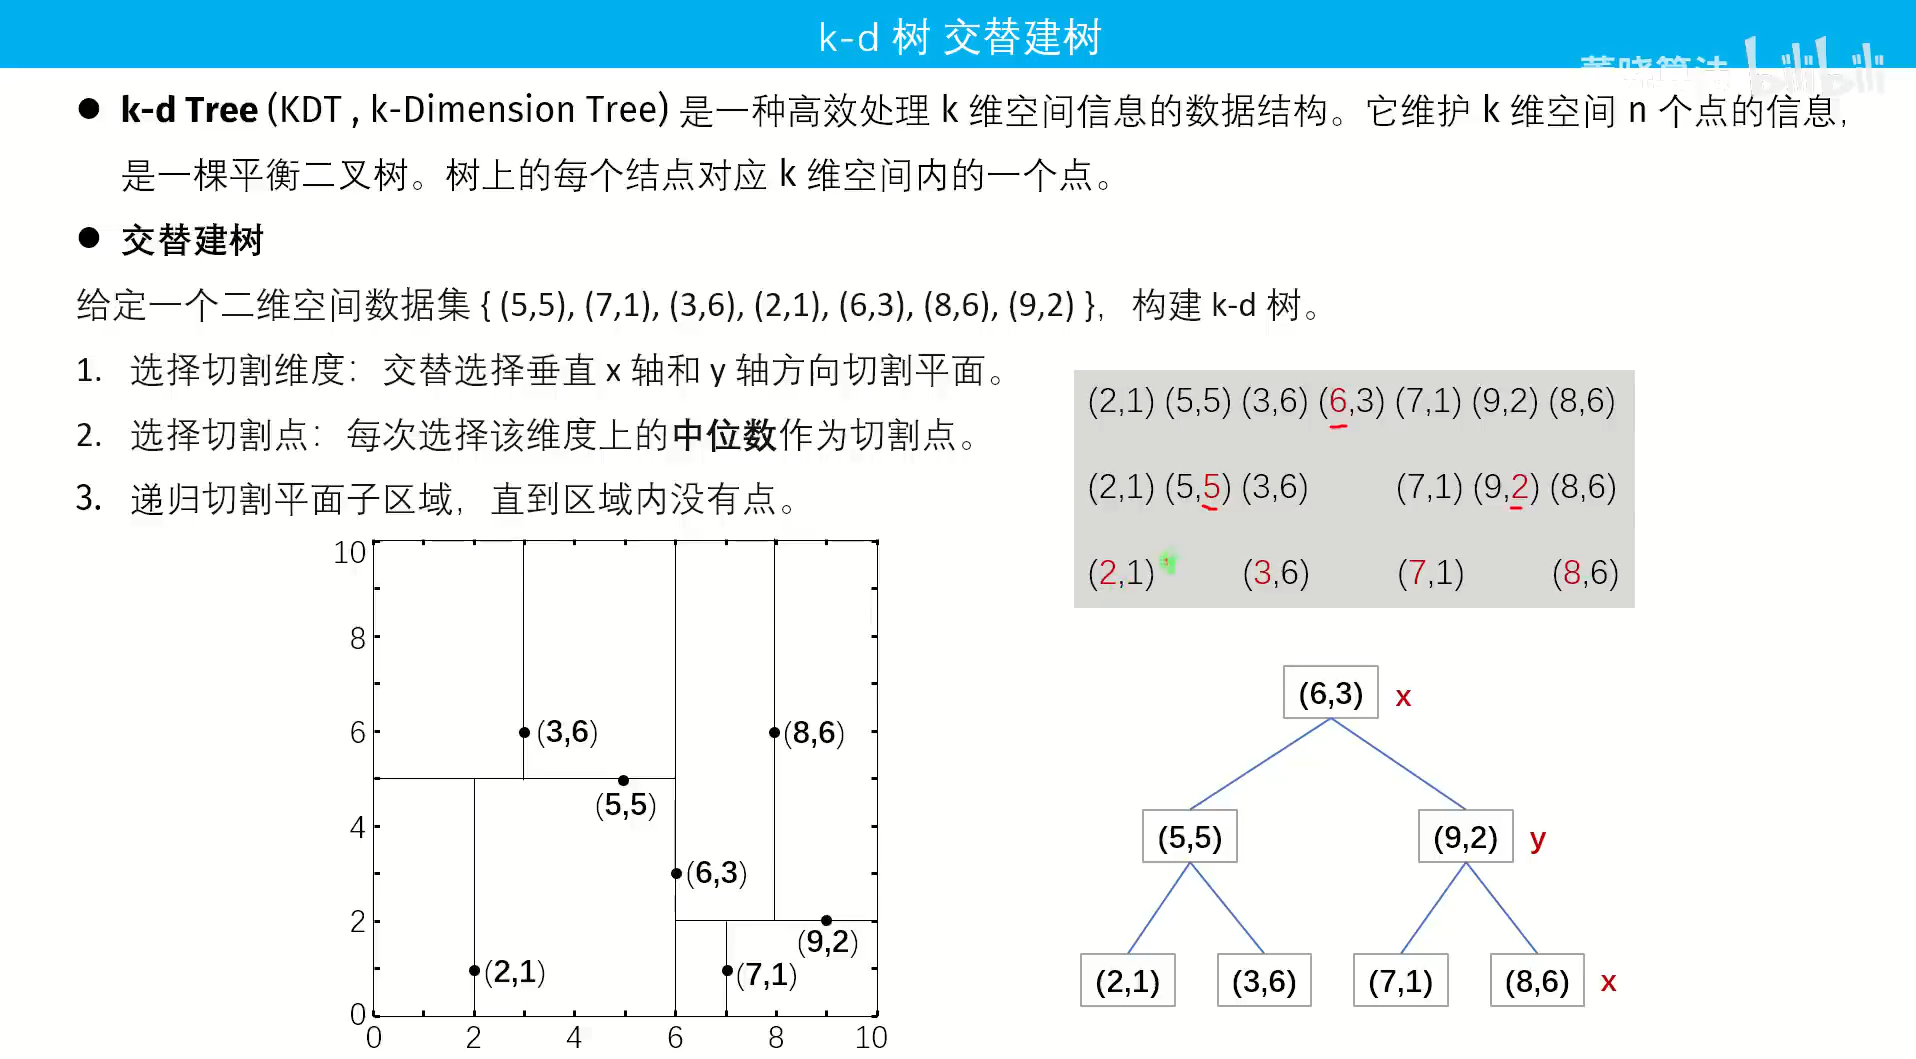 k-d 树 交替建树
董晓算法 bilibili
● k-d Tree (KDT , k-Dimension Tree) 是一种高效处理 k 维空间信息的数据结构。它维护 k 维空间 n 个点的信息,
是一棵平衡二叉树。树上的每个结点对应 k 维空间内的一个点。
● 交替建树
给定一个二维空间数据集 { (5,5), (7,1), (3,6), (2,1), (6,3), (8,6), (9,2) }, 构建 k-d 树。
1. 选择切割维度: 交替选择垂直 x 轴和 y 轴方向切割平面。
2. 选择切割点: 每次选择该维度上的中位数作为切割点。
3. 递归切割平面子区域, 直到区域内没有点。
(2,1) (5,5) (3,6) (6,3) (7,1) (9,2) (8,6)
(2,1) (5,5) (3,6) (7,1) (9,2) (8,6)
(2,1) (3,6) (7,1) (8,6)
10
8
6 (3,6) (8,6)
(5,5)
4
(6,3)
2
(9,2)
(2,1) (7,1)
0
0 2 4 6 8 10
(6,3) x
(5,5) (9,2) y
(2,1) (3,6) (7,1) (8,6) x